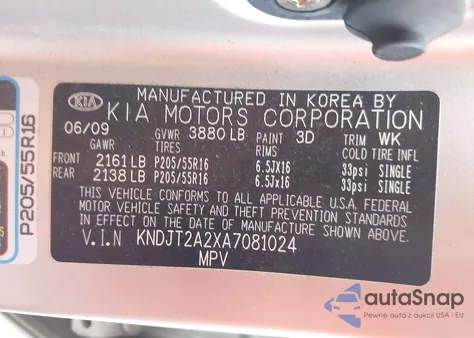 MANUFACTURED IN KOREA BY
KIA KIA MOTORS CORPORATION
06/09 GVWR 3880 LB PAINT 3D TRIM WK
GAWR TIRES RIMS COLD TIRE INFL
FRONT 2161 LB P205/55R16 6.5JX16 33psi SINGLE
REAR 2138 LB P205/55R16 6.5JX16 33psi SINGLE
THIS VEHICLE CONFORMS TO ALL APPLICABLE U.S.A. FEDERAL
MOTOR VEHICLE SAFETY AND THEFT PREVENTION STANDARDS
IN EFFECT ON THE DATE OF MANUFACTURE SHOWN ABOVE
V.I.N KNDJT2A2XA7081024
MPV
P205/55R16
autoSnap
Pewne auta z aukcji USA i EU